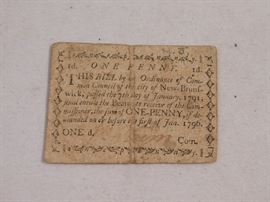 1d. ONE PENNY. 1d.
THIS BILL by an Ordinance of Com-
mon Council of the city of New-Bruns-
wick, passed the 7th day of January, 1791,
shall entitle the Bearer to receive of the Com-
missioner, the sum of ONE-PENNY, if de-
manded on or before the first of Jan. 1796.
ONE d.
Com.